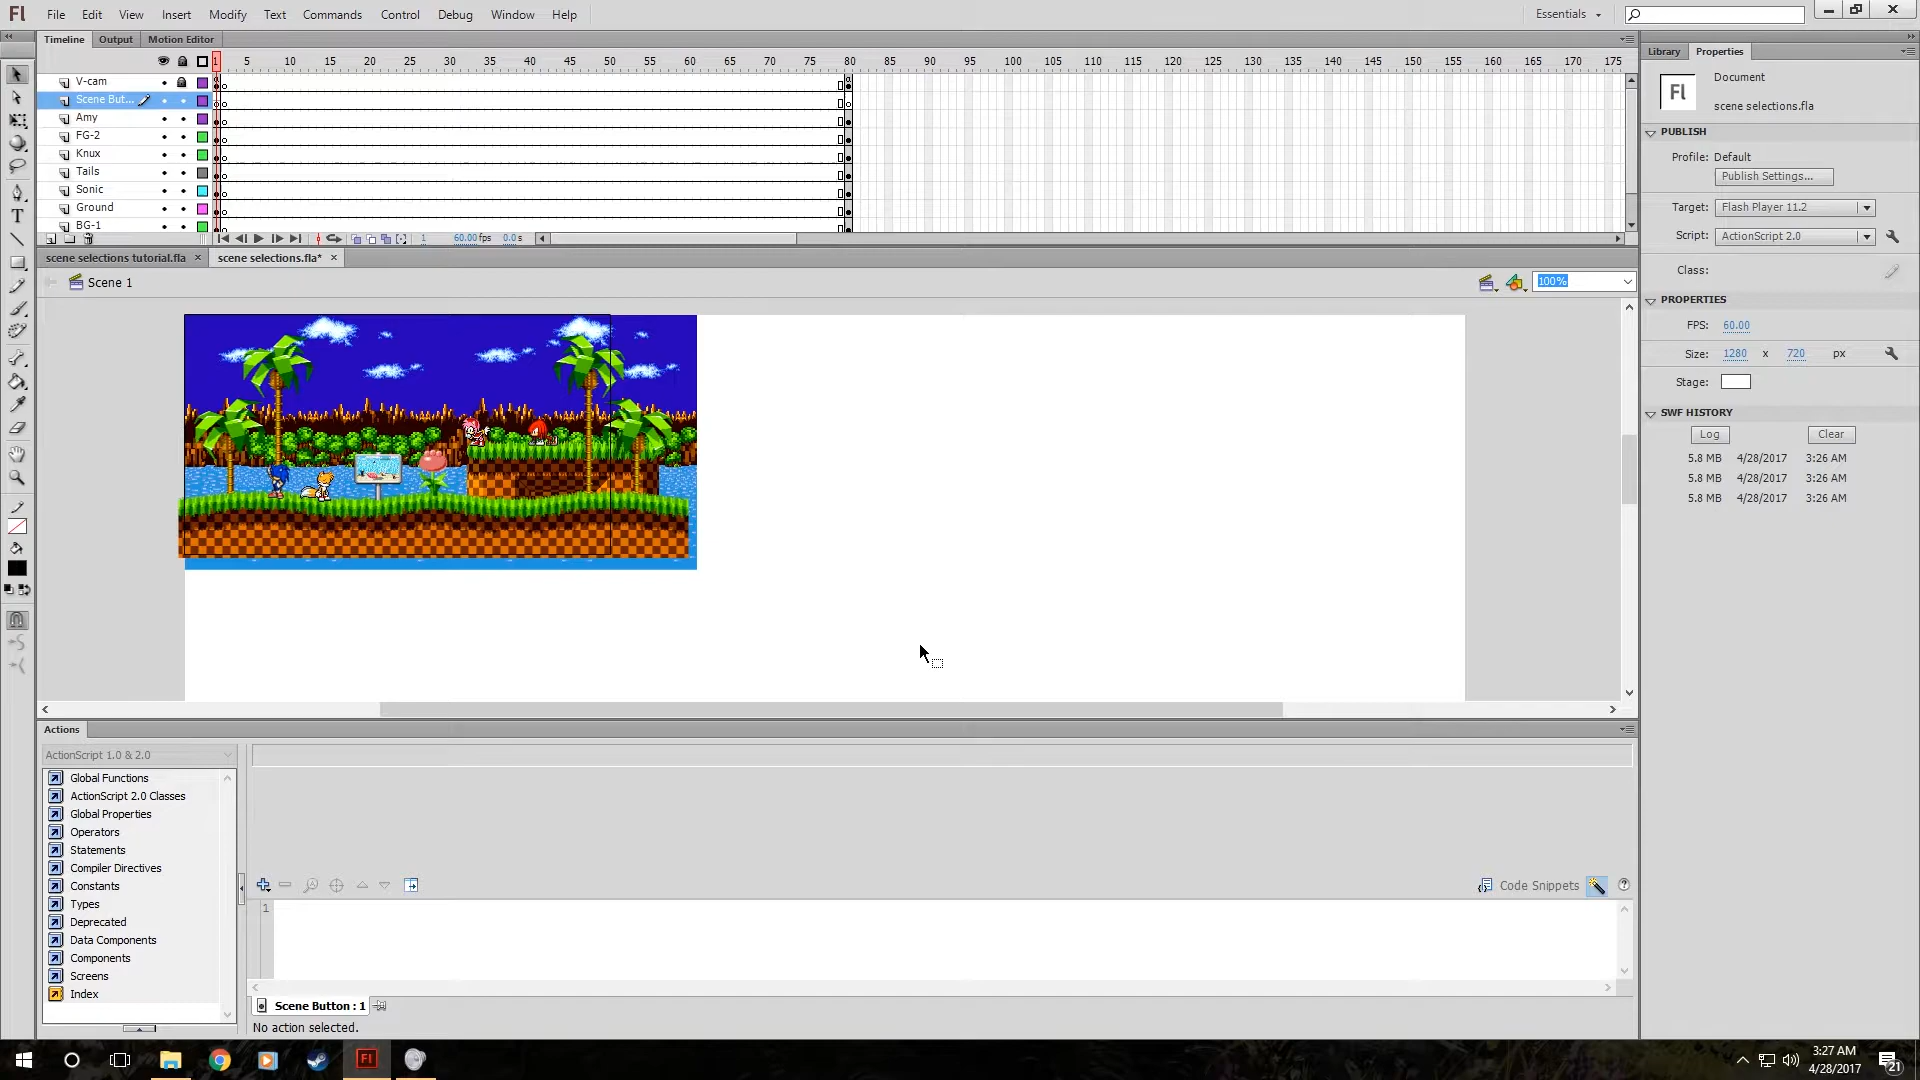 Fl File Edit View Insert Modify Text Commands Control Debug Window Help Essentials
Timeline Output Motion Editor
Library Properties
1 5 10 15 20 25 30 35 40 45 50 55 60 65 70 75 80 85 90 95 100 105 110 115 120 125 130 135 140 145 150 155 160 165 170 175
V-cam
Scene But...
Amy
FG-2
Knux
Tails
Sonic
Ground
BG-1
1 60.00 fps 0.0 s
scene selections tutorial.fla × scene selections.fla* ×
Scene 1
100%
Fl
Document
scene selections.fla
PUBLISH
Profile: Default
Publish Settings...
Target: Flash Player 11.2
Script: ActionScript 2.0
Class:
PROPERTIES
FPS: 60.00
Size: 1280 x 720 px
Stage:
SWF HISTORY
Log Clear
5.8 MB 4/28/2017 3:26 AM
5.8 MB 4/28/2017 3:26 AM
5.8 MB 4/28/2017 3:26 AM
Actions
ActionScript 1.0 & 2.0
Global Functions
ActionScript 2.0 Classes
Global Properties
Operators
Statements
Compiler Directives
Constants
Types
Deprecated
Data Components
Components
Screens
Index
Code Snippets
1
Scene Button : 1
No action selected.
Fl
3:27 AM
4/28/2017
21